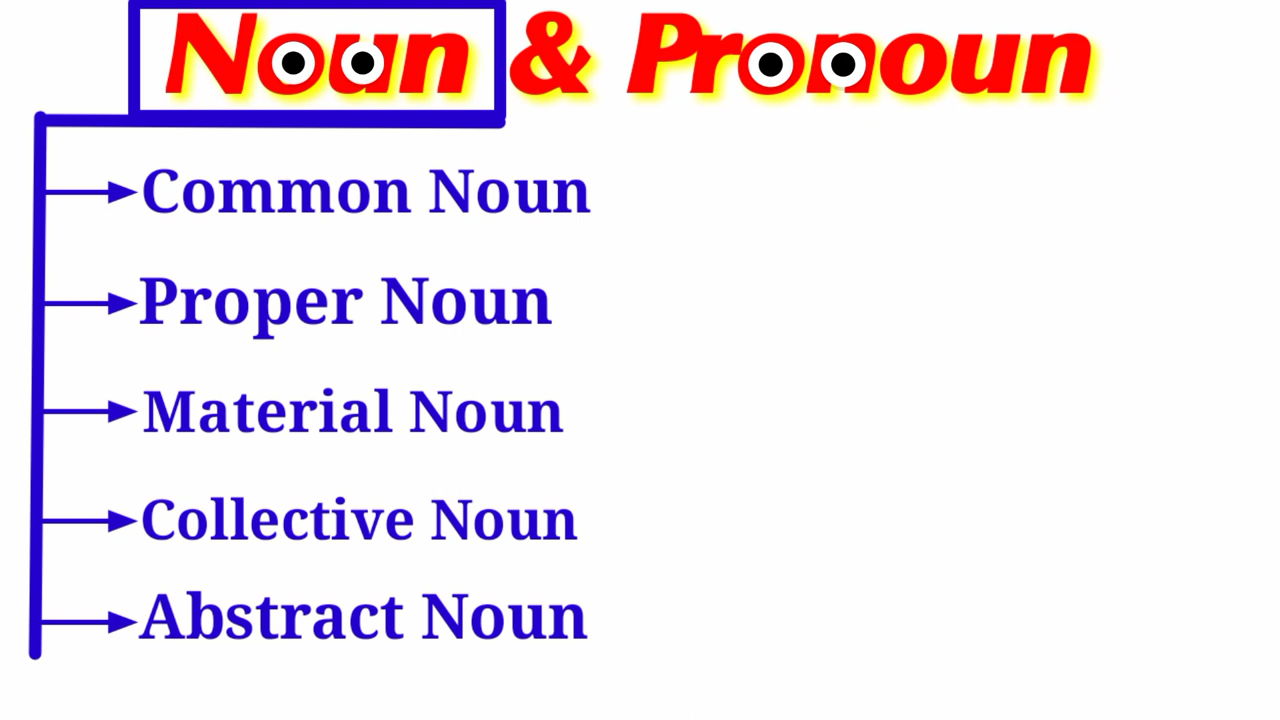 Noun & Pronoun
Common Noun
Proper Noun
Material Noun
Collective Noun
Abstract Noun